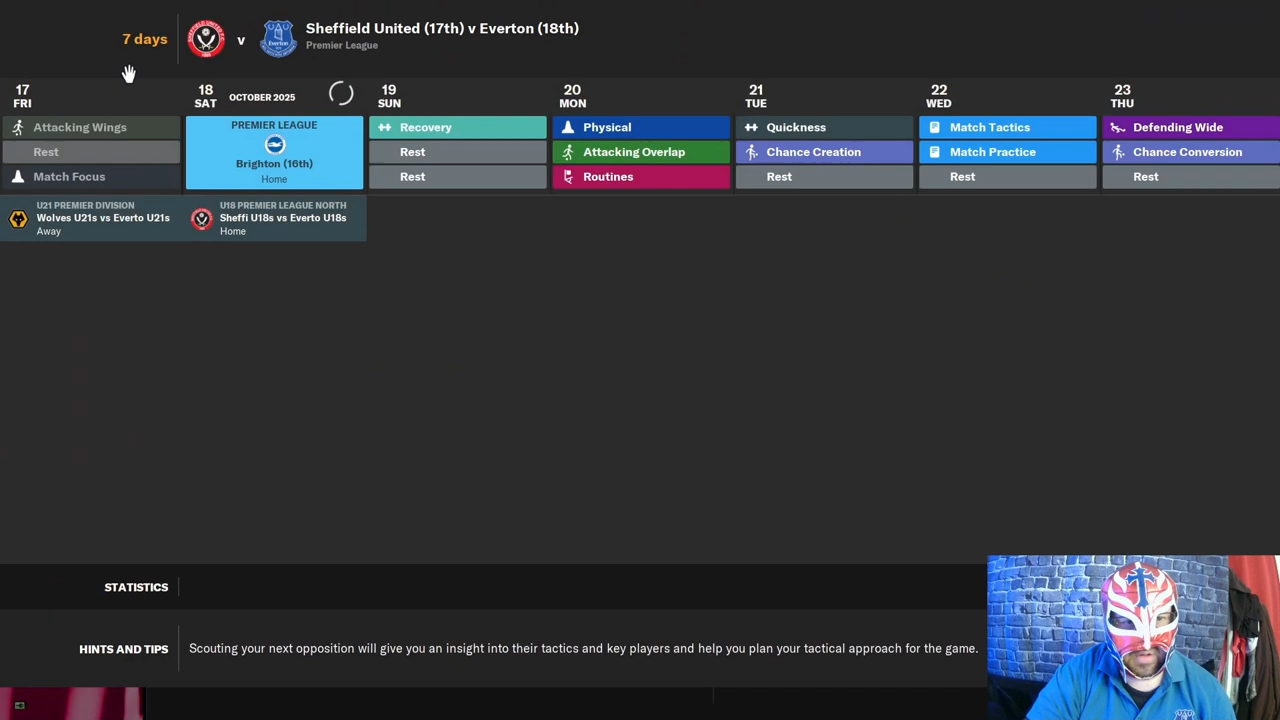 7 days
v
Sheffield United (17th) v Everton (18th)
Premier League
17
FRI
18
SAT
OCTOBER 2025
19
SUN
20
MON
21
TUE
22
WED
23
THU
Attacking Wings
Rest
Match Focus
PREMIER LEAGUE
Brighton (16th)
Home
Recovery
Rest
Rest
Physical
Attacking Overlap
Routines
Quickness
Chance Creation
Rest
Match Tactics
Match Practice
Rest
Defending Wide
Chance Conversion
Rest
U21 PREMIER DIVISION
Wolves U21s vs Everto U21s
Away
U18 PREMIER LEAGUE NORTH
Sheffi U18s vs Everto U18s
Home
STATISTICS
HINTS AND TIPS
Scouting your next opposition will give you an insight into their tactics and key players and help you plan your tactical approach for the game.